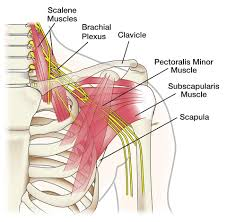 Scalene
Muscles
Brachial
Plexus
Clavicle
Pectoralis Minor
Muscle
Subscapularis
Muscle
Scapula